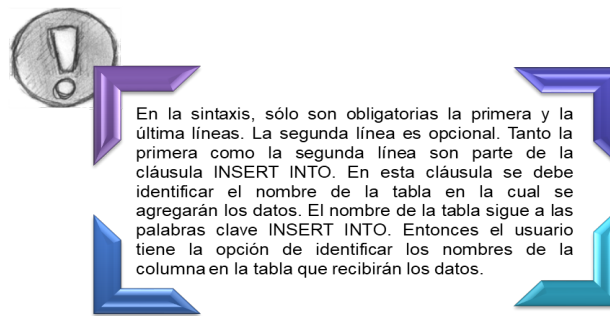 En la sintaxis, sólo son obligatorias la primera y la
última líneas. La segunda línea es opcional. Tanto la
primera como la segunda línea son parte de la
cláusula INSERT INTO. En esta cláusula se debe
identificar el nombre de la tabla en la cual se
agregarán los datos. El nombre de la tabla sigue a las
palabras clave INSERT INTO. Entonces el usuario
tiene la opción de identificar los nombres de la
columna en la tabla que recibirán los datos.